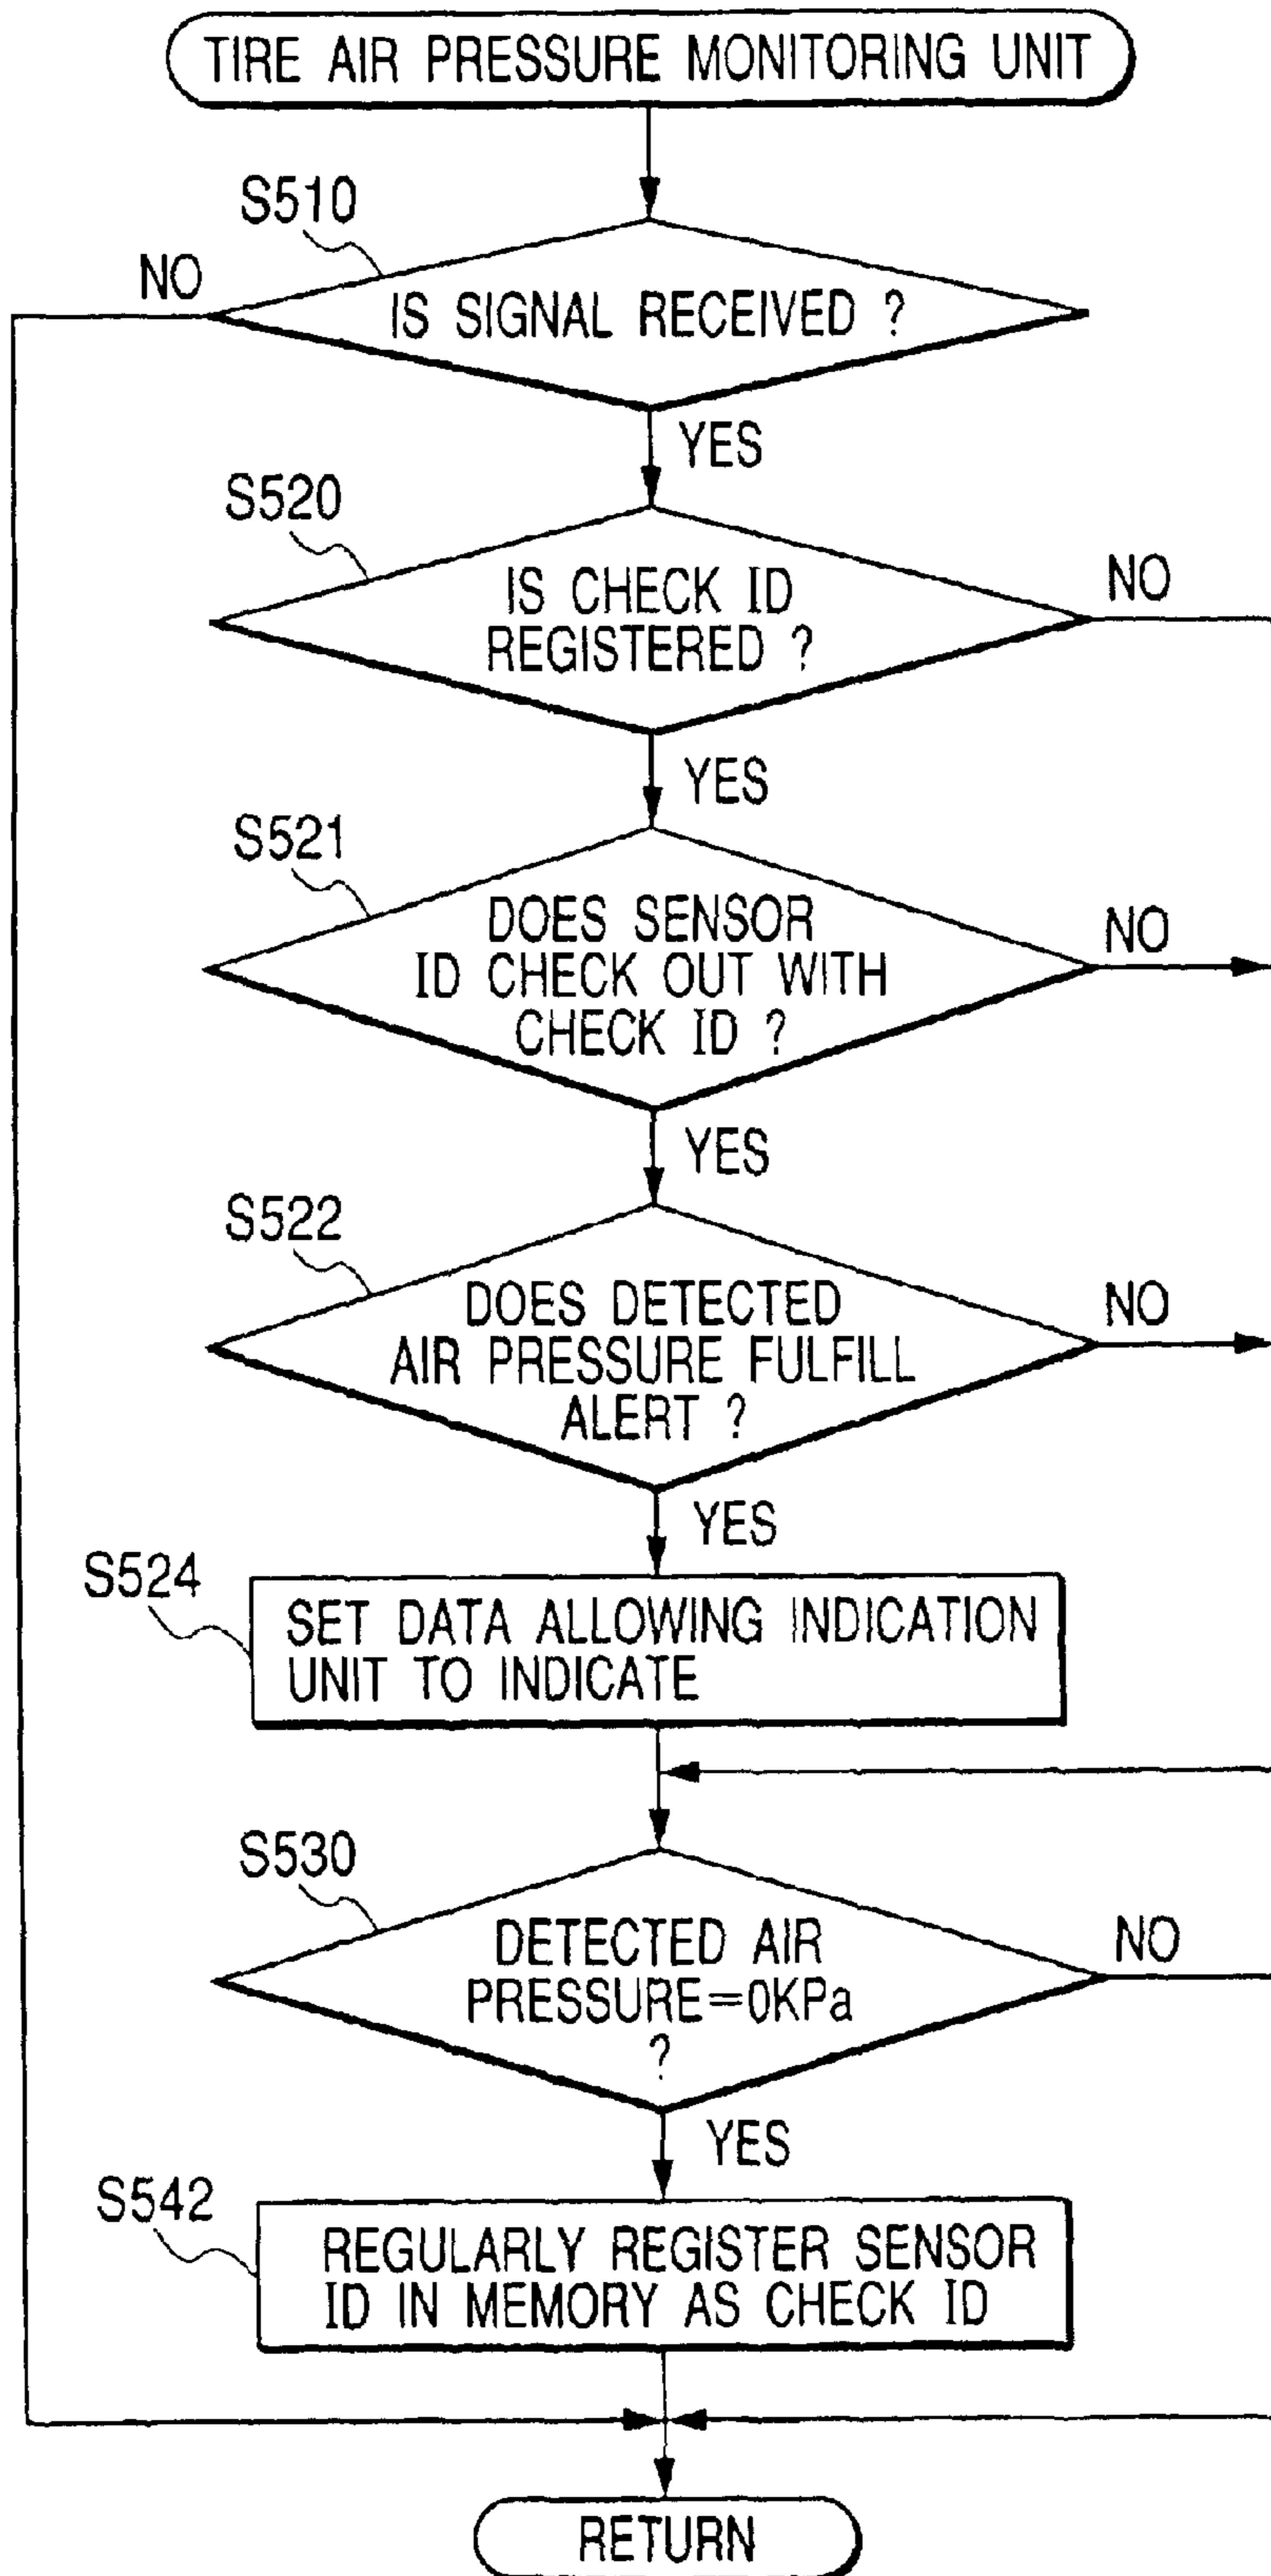 TIRE AIR PRESSURE MONITORING UNIT
S510
NO
IS SIGNAL RECEIVED ?
YES
S520
IS CHECK ID
REGISTERED ?
NO
YES
S521
DOES SENSOR
ID CHECK OUT WITH
CHECK ID ?
NO
YES
S522
DOES DETECTED
AIR PRESSURE FULFILL
ALERT ?
NO
YES
S524
SET DATA ALLOWING INDICATION
UNIT TO INDICATE
S530
DETECTED AIR
PRESSURE=0KPa
?
NO
YES
S542
REGULARLY REGISTER SENSOR
ID IN MEMORY AS CHECK ID
RETURN